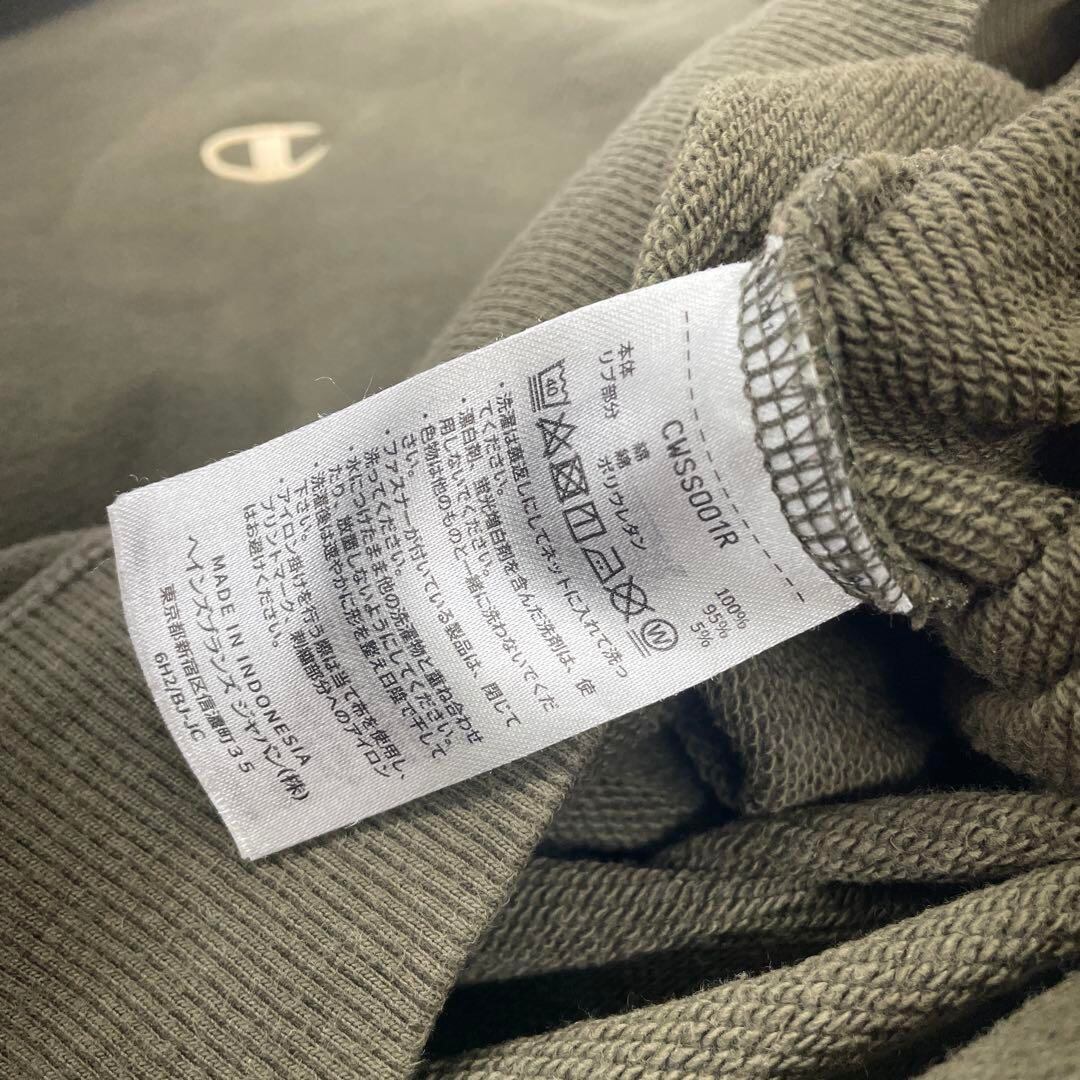 CWSS001R
本体 綿 100%
リブ部分 綿 95%
ポリウレタン 5%
40
W
・洗濯は裏返しにしてネットに入れて洗っ
てください。
・漂白剤、蛍光増白剤を含んだ洗剤は、使
用しないでください。
・色物は他のものと一緒に洗わないでくだ
さい。
・ファスナーが付いている製品は、閉じて
洗ってください。
・水につけたまま他の洗濯物と重ね合わせ
たり、放置しないようにしてください。
・洗濯後は速やかに形を整え日陰で干して
下さい。
・アイロン掛けを行う際は当て布を使用し、
プリントマーク、刺繍部分へのアイロン
はお避けください。
MADE IN INDONESIA
ヘインズブランズ ジャパン(株)
東京都新宿区信濃町35
6H2/BJ-JC